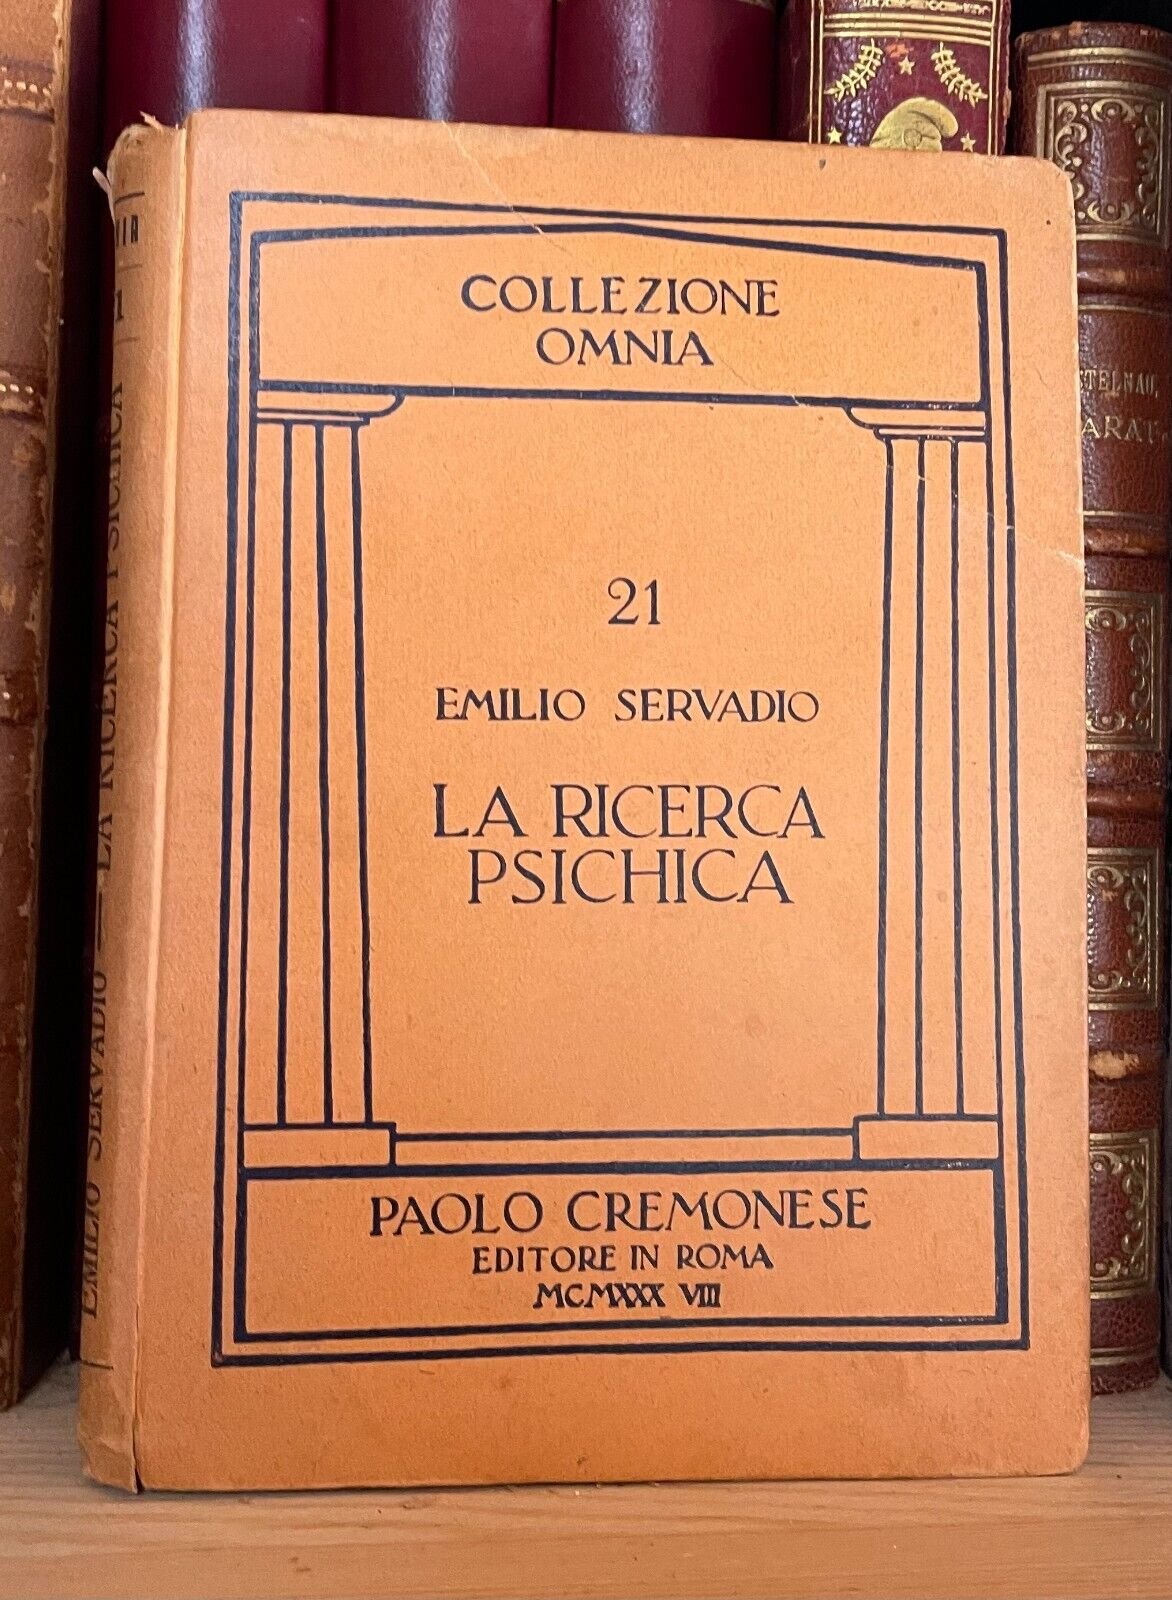 COLLEZIONE
OMNIA
21
EMILIO SERVADIO
LA RICERCA
PSICHICA
PAOLO CREMONESE
EDITORE IN ROMA
MCMXXX VIII
EMILIO SERVADIO — LA RICERCA PSICHICA